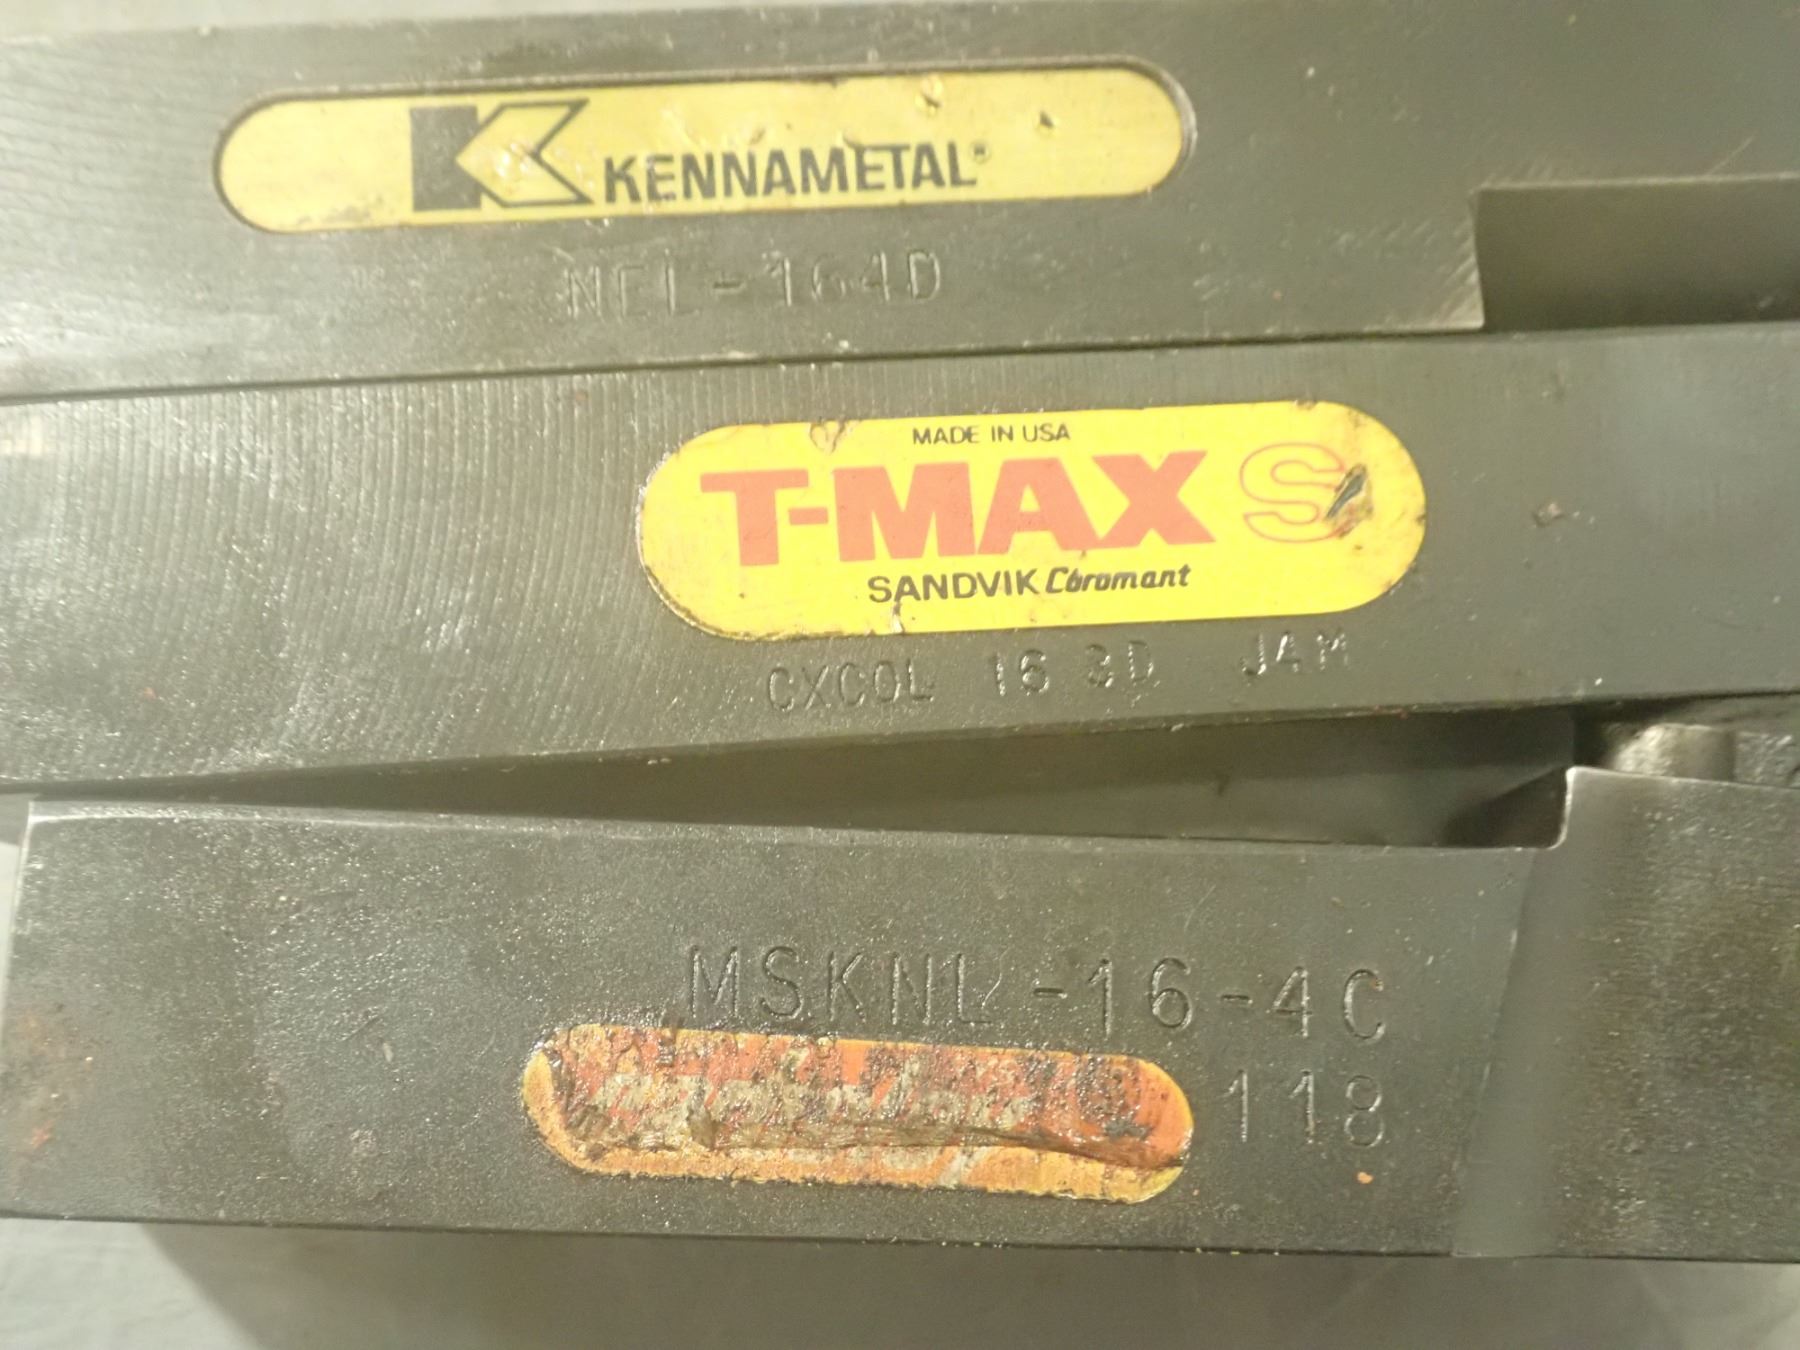 KENNAMETAL®
NEL-164D
MADE IN USA
T-MAX S
SANDVIK Coromant
CXCOL 16 3D J4M
MSKNL-16-4C
118